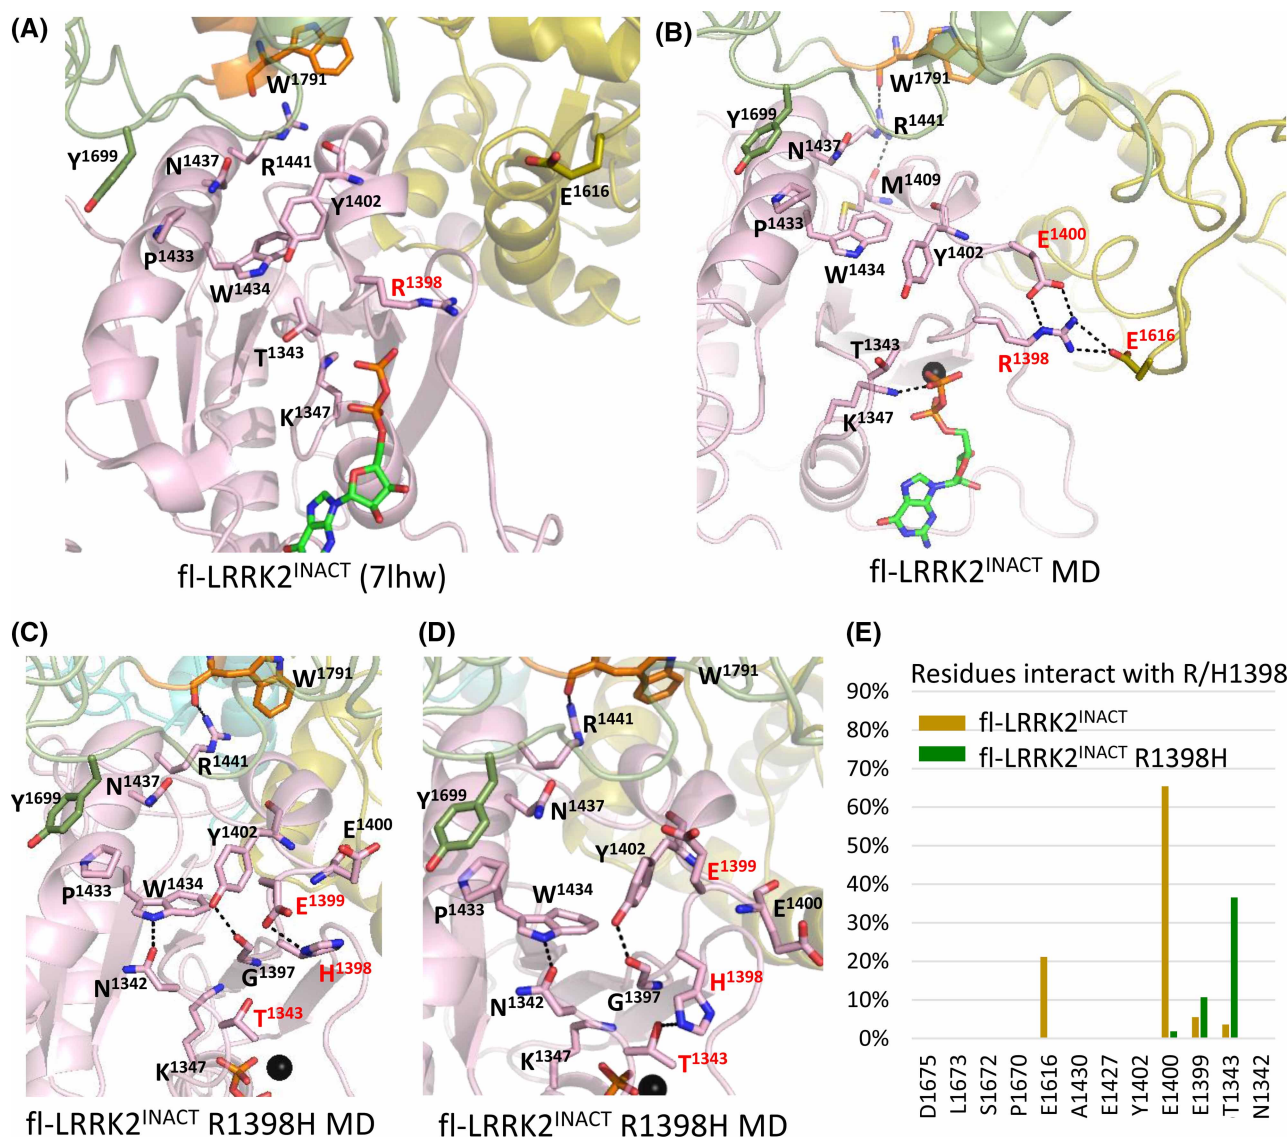 (A)
W1791
Y1699
N1437
R1441
E1616
Y1402
P1433
W1434
R1398
T1343
K1347
fl-LRRK2INACT (7lhw)
(B)
W1791
Y1699
R1441
N1437
M1409
P1433
E1400
Y1402
W1434
T1343
E1616
R1398
K1347
fl-LRRK2INACT MD
(C)
W1791
R1441
N1437
Y1699
Y1402
E1400
P1433
W1434
E1399
G1397
H1398
N1342
T1343
K1347
fl-LRRK2INACT R1398H MD
(D)
W1791
R1441
Y1699
N1437
Y1402
E1399
W1434
P1433
E1400
H1398
G1397
N1342
K1347
T1343
fl-LRRK2INACT R1398H MD
(E)
Residues interact with R/H1398
90%
fl-LRRK2INACT
80%
fl-LRRK2INACT R1398H
70%
60%
50%
40%
30%
20%
10%
0%
D1675
L1673
S1672
P1670
E1616
A1430
E1427
Y1402
E1400
E1399
T1343
N1342